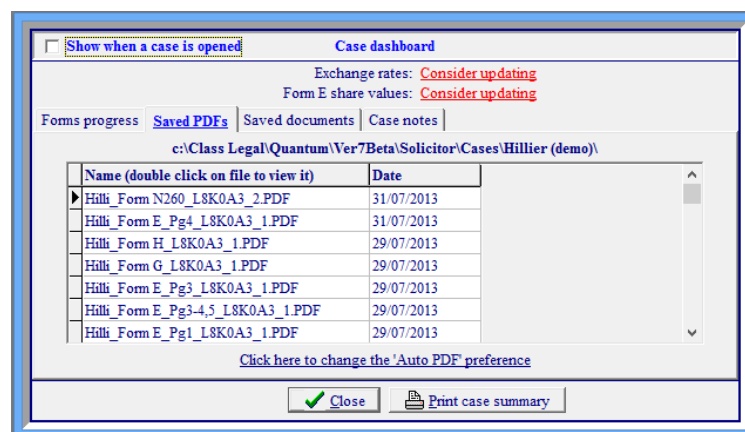 Show when a case is opened Case dashboard
Exchange rates: Consider updating
Form E share values: Consider updating
Forms progress Saved PDFs Saved documents Case notes
c:\Class Legal\Quantum\Ver7Beta\Solicitor\Cases\Hillier (demo)\
Name (double click on file to view it) Date
Hilli_Form N260_L8K0A3_2.PDF 31/07/2013
Hilli_Form E_Pg4_L8K0A3_1.PDF 31/07/2013
Hilli_Form H_L8K0A3_1.PDF 29/07/2013
Hilli_Form G_L8K0A3_1.PDF 29/07/2013
Hilli_Form E_Pg3_L8K0A3_1.PDF 29/07/2013
Hilli_Form E_Pg3-4,5_L8K0A3_1.PDF 29/07/2013
Hilli_Form E_Pg1_L8K0A3_1.PDF 29/07/2013
Click here to change the 'Auto PDF' preference
Close Print case summary